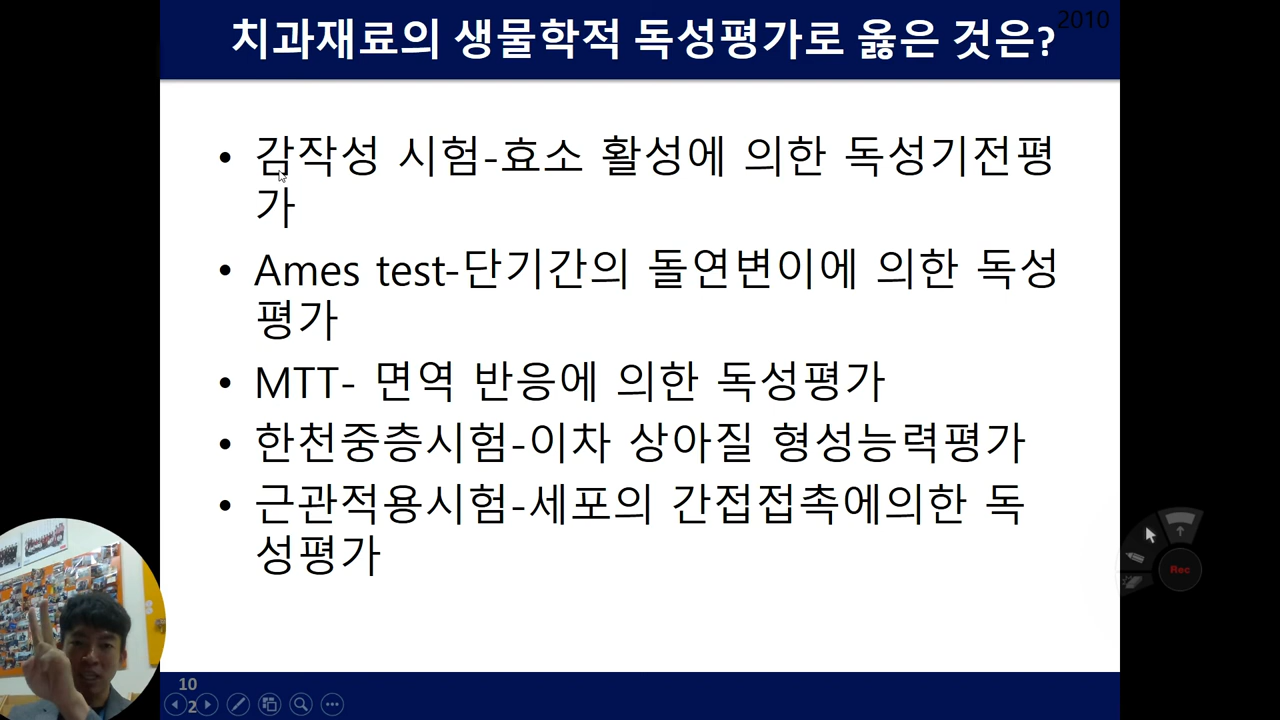 치과재료의 생물학적 독성평가로 옳은 것은?
2010
• 감작성 시험-효소 활성에 의한 독성기전평
가
• Ames test-단기간의 돌연변이에 의한 독성
평가
• MTT- 면역 반응에 의한 독성평가
• 한천중층시험-이차 상아질 형성능력평가
• 근관적용시험-세포의 간접접촉에의한 독
성평가
Rec
10
2